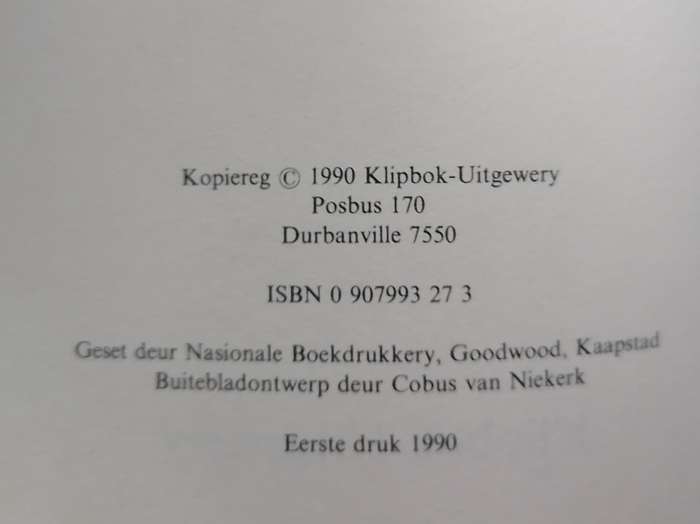 Kopiereg © 1990 Klipbok-Uitgewery
Posbus 170
Durbanville 7550
ISBN 0 907993 27 3
Geset deur Nasionale Boekdrukkery, Goodwood, Kaapstad
Buitebladontwerp deur Cobus van Niekerk
Eerste druk 1990